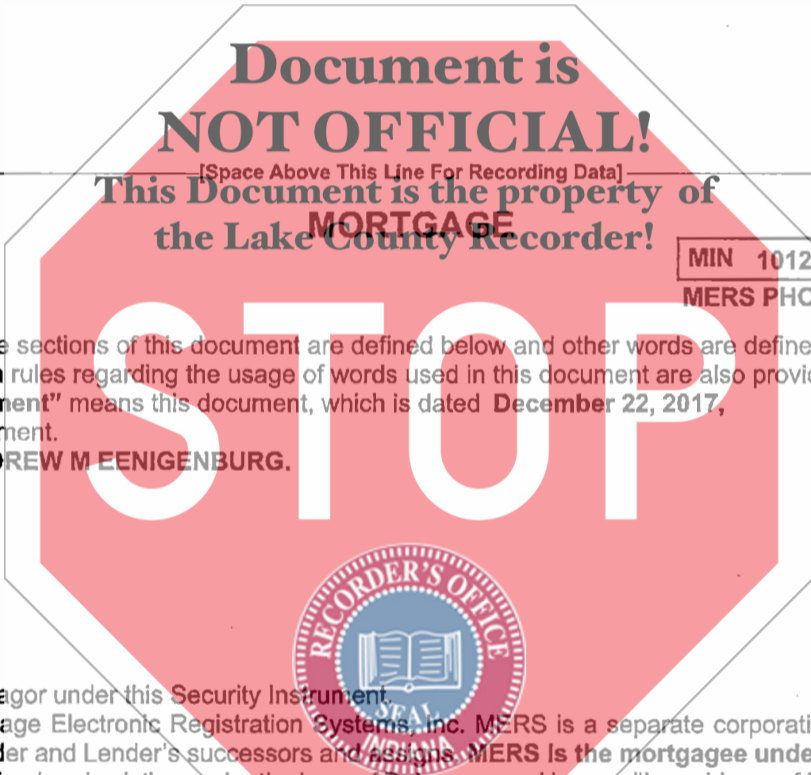 Document is
NOT OFFICIAL!
[Space Above This Line For Recording Data]
This Document is the property of
MORTGAGE
the Lake County Recorder!
MIN 1012
MERS PHO
STOP
e sections of this document are defined below and other words are define
rules regarding the usage of words used in this document are also provi
nent" means this document, which is dated December 22, 2017,
ment.
REW M EENIGENBURG.
RECORDER'S OFFICE
SEAL
INDIANA
agor under this Security Instrument.
age Electronic Registration Systems, Inc. MERS is a separate corporati
er and Lender's successors and assigns. MERS is the mortgagee unde